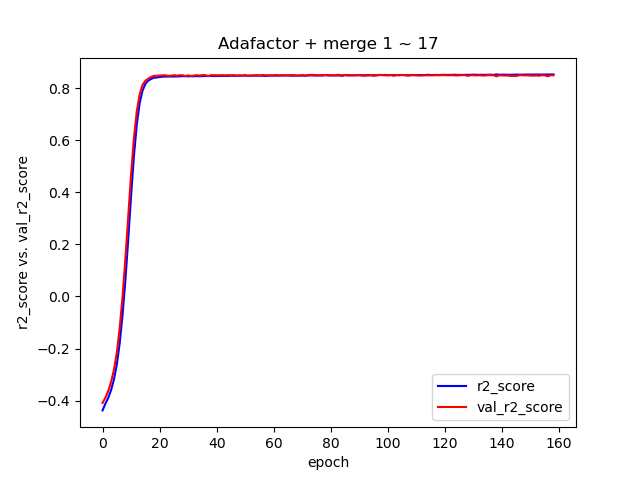 Adafactor + merge 1 ~ 17
r2_score vs. val_r2_score
0.8
0.6
0.4
0.2
0.0
−0.2
−0.4
0 20 40 60 80 100 120 140 160
epoch
r2_score
val_r2_score